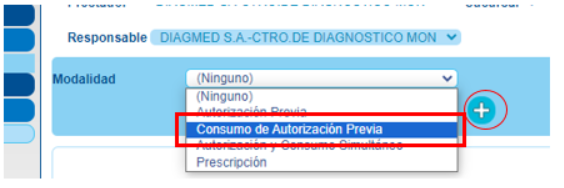 Responsable DIAGMED S.A.-CTRO.DE DIAGNOSTICO MON
Modalidad (Ninguno)
(Ninguno)
Autorización Previa
Consumo de Autorización Previa
Autorización y Consumo Simultáneo
Prescripción